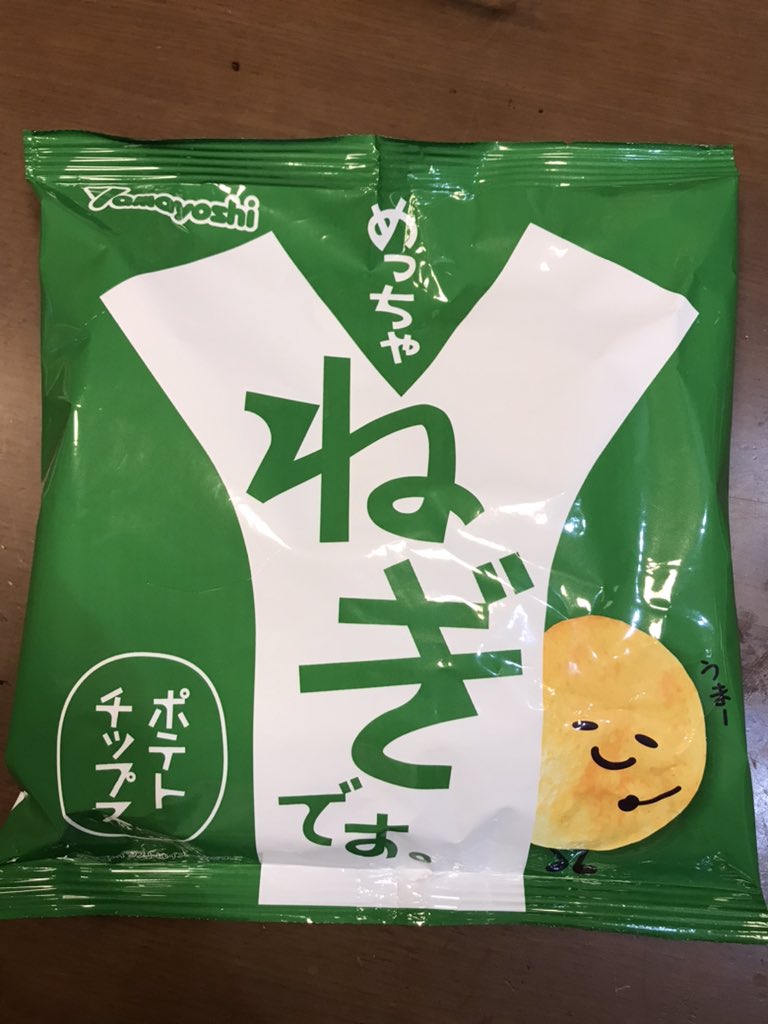 Yamayoshi
めっちゃ
ねぎ
です。
ポテト
チップス
うまー